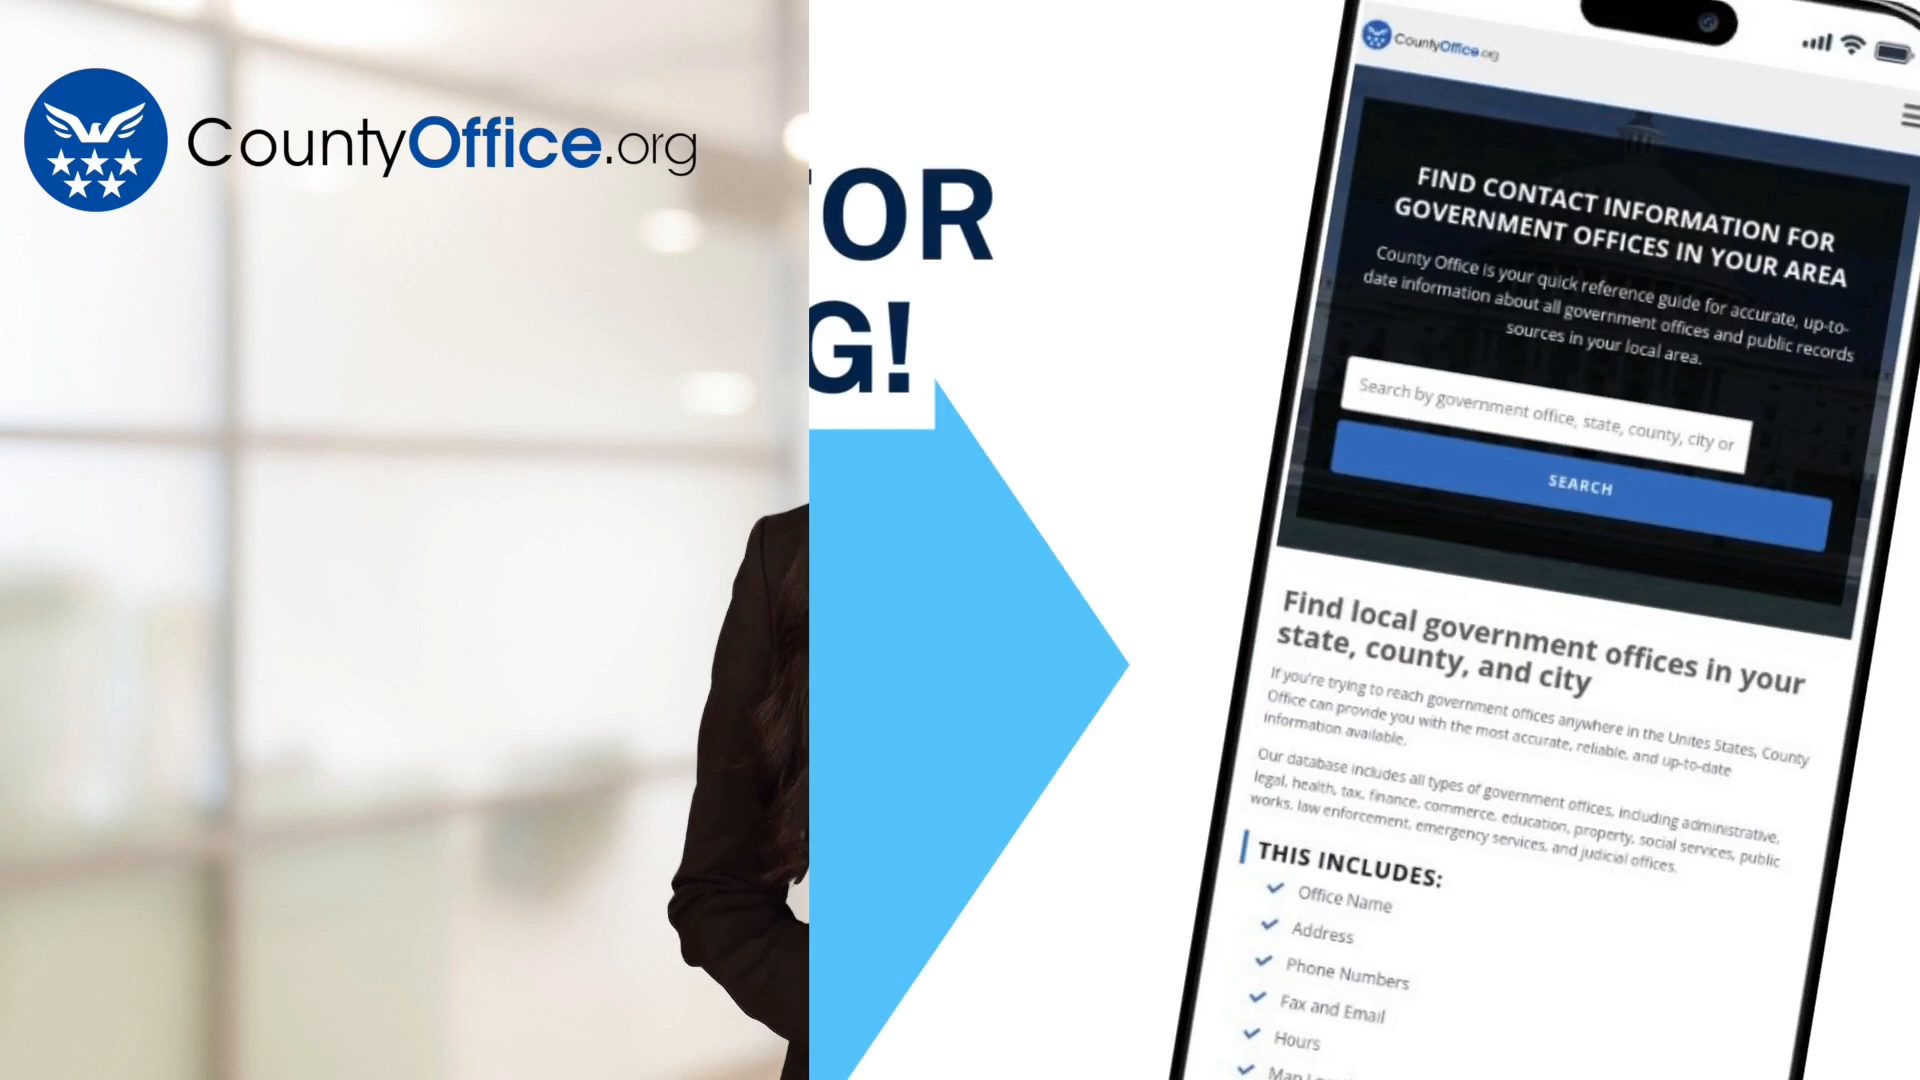 CountyOffice.org
OR
G!
CountyOffice.org
FIND CONTACT INFORMATION FOR
GOVERNMENT OFFICES IN YOUR AREA
County Office is your quick reference guide for accurate, up-to-
date information about all government offices and public records
sources in your local area.
Search by government office, state, county, city or
SEARCH
Find local government offices in your
state, county, and city
If you're trying to reach government offices anywhere in the Unites States, County
Office can provide you with the most accurate, reliable, and up-to-date
information available.
Our database includes all types of government offices, including administrative,
legal, health, tax, finance, commerce, education, property, social services, public
works, law enforcement, emergency services, and judicial offices.
THIS INCLUDES:
Office Name
Address
Phone Numbers
Fax and Email
Hours
Map